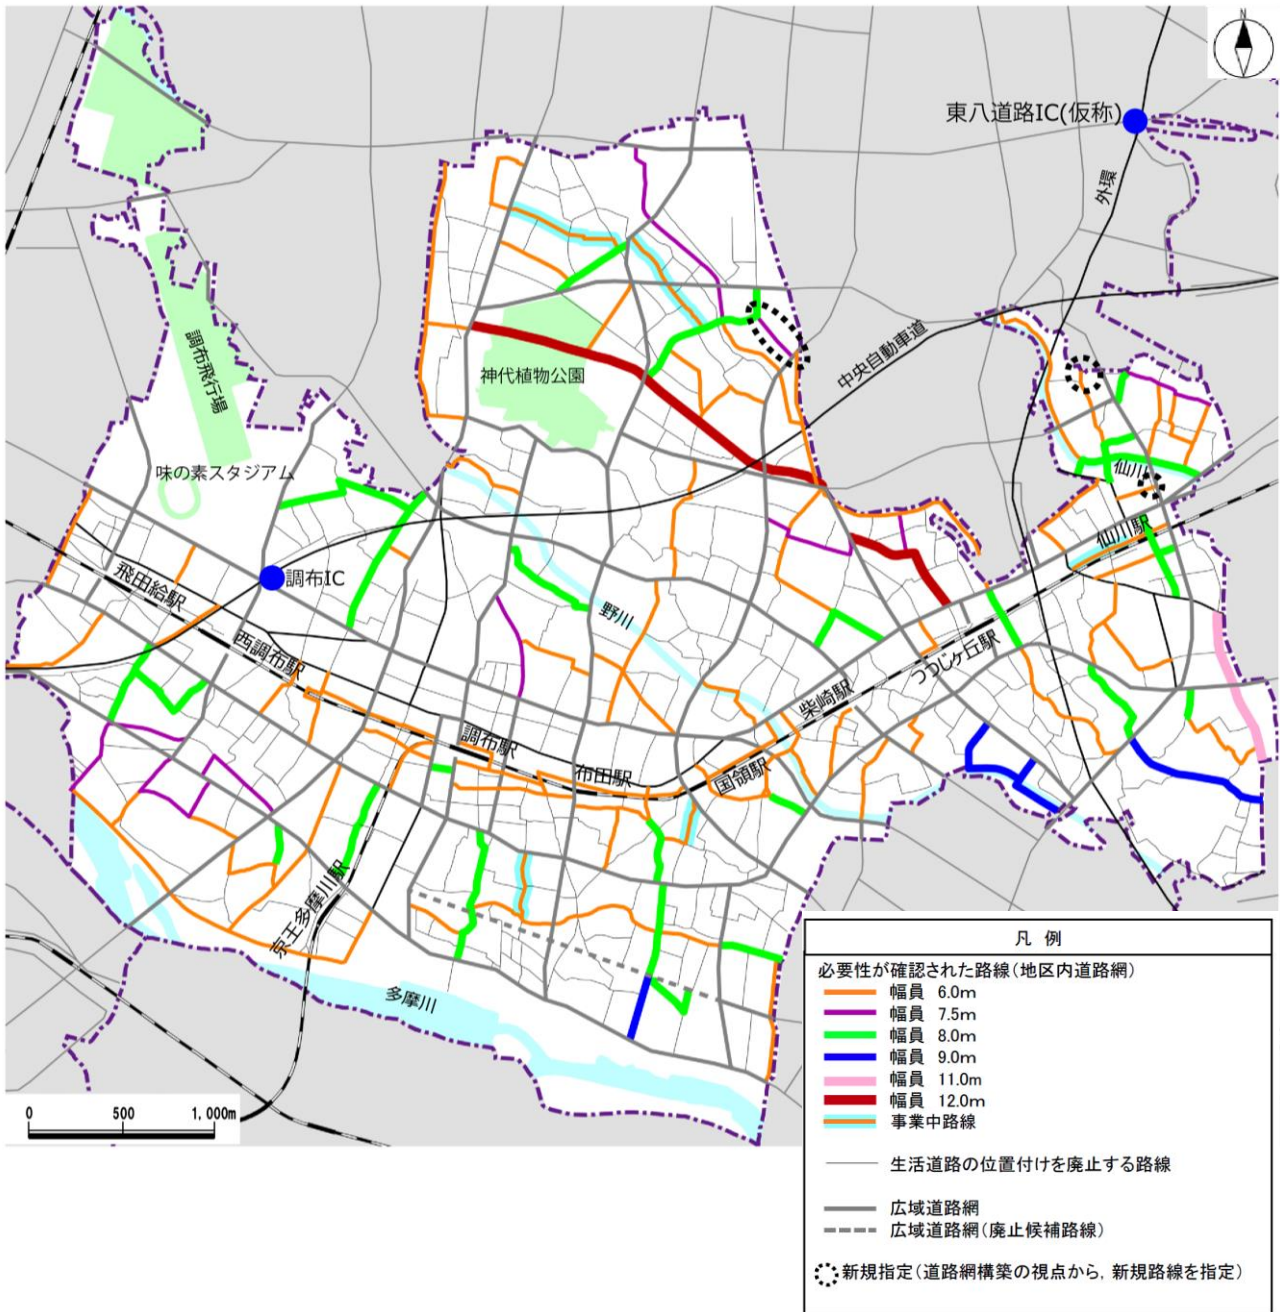 N
東八道路IC(仮称)
外環
中央自動車道
調布飛行場
神代植物公園
味の素スタジアム
仙川
仙川駅
調布IC
飛田給駅
野川
西調布駅
つつじヶ丘駅
柴崎駅
調布駅
布田駅
国領駅
京王多摩川駅
多摩川
0 500 1,000m
凡 例
必要性が確認された路線(地区内道路網)
幅員 6.0m
幅員 7.5m
幅員 8.0m
幅員 9.0m
幅員 11.0m
幅員 12.0m
事業中路線
生活道路の位置付けを廃止する路線
広域道路網
広域道路網(廃止候補路線)
新規指定(道路網構築の視点から，新規路線を指定)